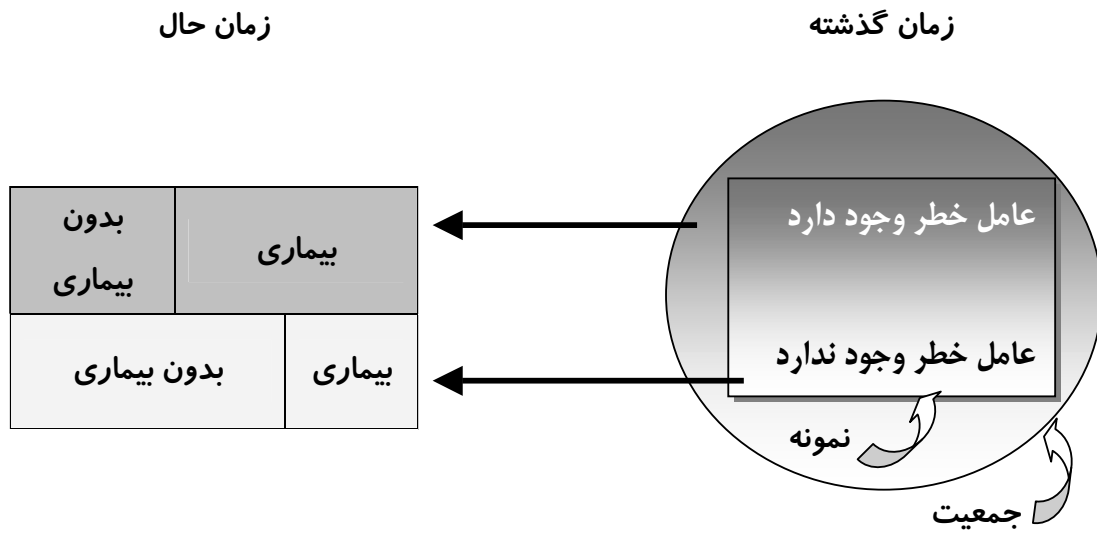 زمان گذشته
زمان حال
عامل خطر وجود دارد
عامل خطر وجود ندارد
نمونه
جمعیت
بیماری
بدون
بیماری
بیماری
بدون بیماری